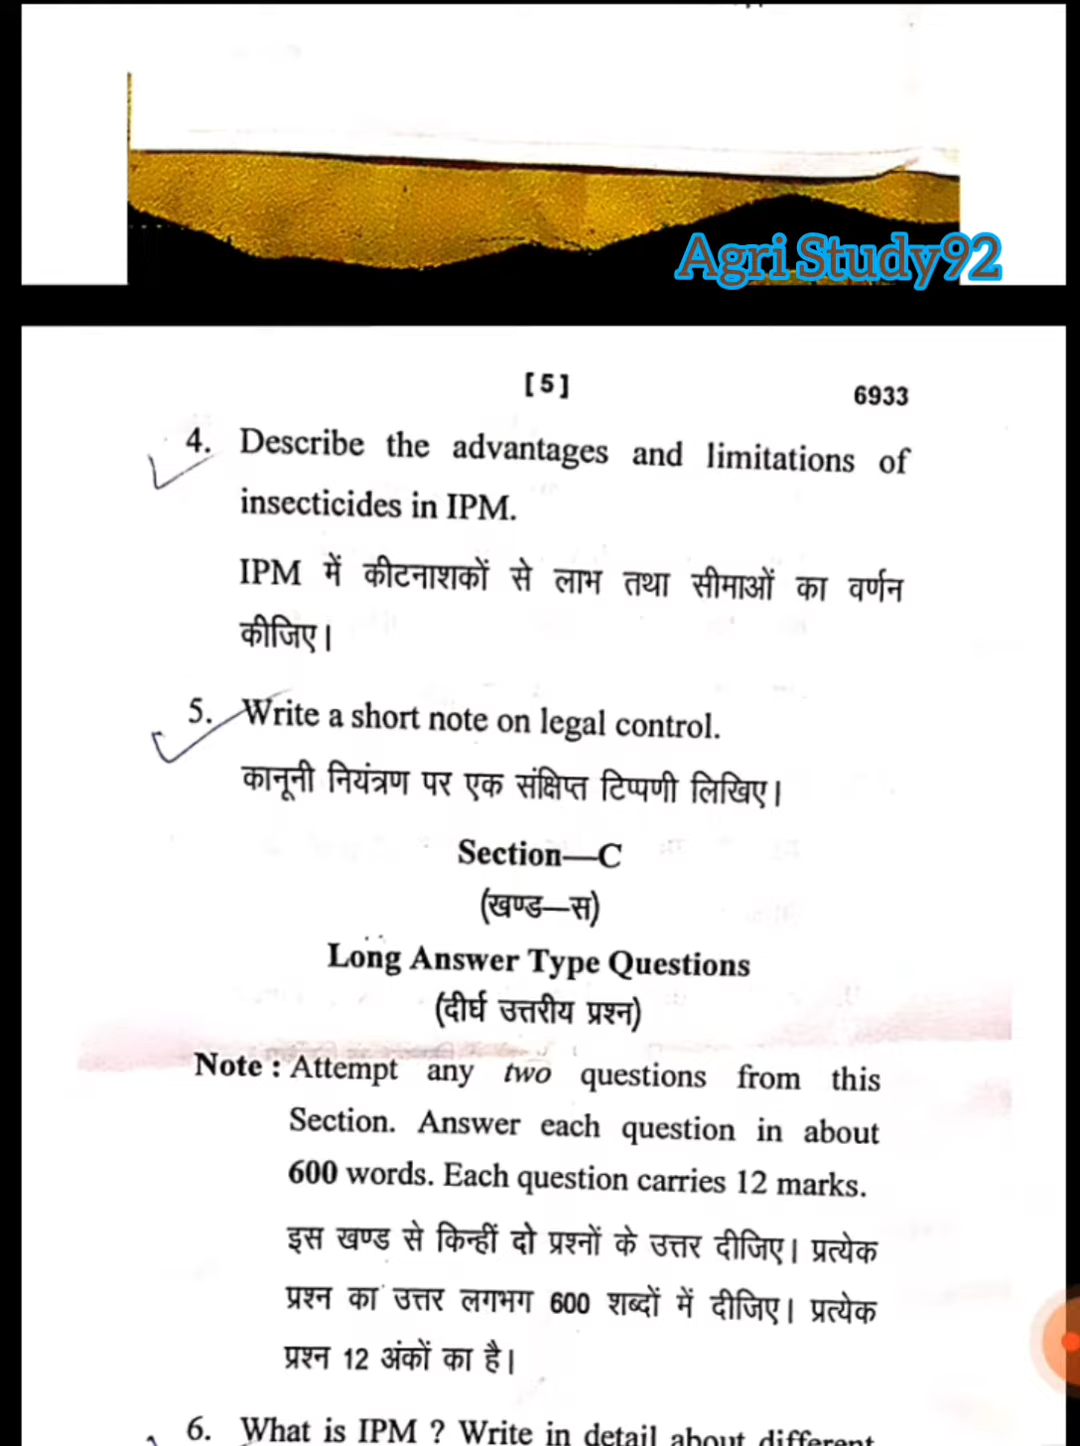 Agri Study92
[5]
6933
4. Describe the advantages and limitations of
insecticides in IPM.
IPM में कीटनाशकों से लाभ तथा सीमाओं का वर्णन
कीजिए।
5. Write a short note on legal control.
कानूनी नियंत्रण पर एक संक्षिप्त टिप्पणी लिखिए।
Section—C
(खण्ड—स)
Long Answer Type Questions
(दीर्घ उत्तरीय प्रश्न)
Note : Attempt any two questions from this
Section. Answer each question in about
600 words. Each question carries 12 marks.
इस खण्ड से किन्हीं दो प्रश्नों के उत्तर दीजिए। प्रत्येक
प्रश्न का उत्तर लगभग 600 शब्दों में दीजिए। प्रत्येक
प्रश्न 12 अंकों का है।
6. What is IPM ? Write in detail about different